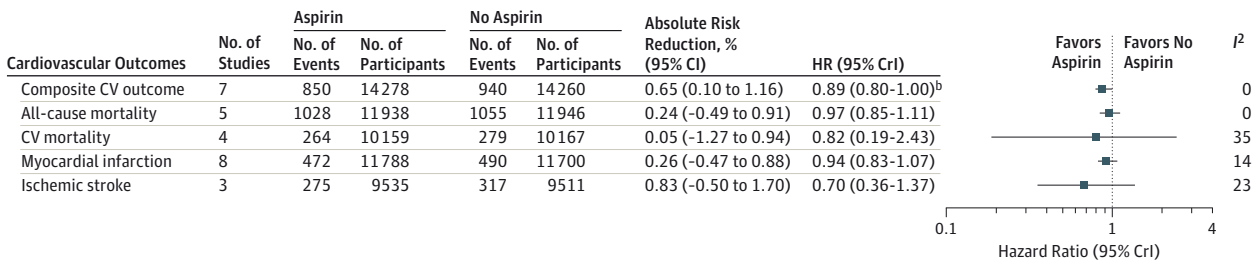 Aspirin No Aspirin Absolute Risk
No. of No. of No. of No. of No. of Reduction, % Favors Favors No I2
Cardiovascular Outcomes Studies Events Participants Events Participants (95% CI) HR (95% CrI) Aspirin Aspirin
Composite CV outcome 7 850 14278 940 14260 0.65 (0.10 to 1.16) 0.89 (0.80-1.00)b 0
All-cause mortality 5 1028 11938 1055 11946 0.24 (-0.49 to 0.91) 0.97 (0.85-1.11) 0
CV mortality 4 264 10159 279 10167 0.05 (-1.27 to 0.94) 0.82 (0.19-2.43) 35
Myocardial infarction 8 472 11788 490 11700 0.26 (-0.47 to 0.88) 0.94 (0.83-1.07) 14
Ischemic stroke 3 275 9535 317 9511 0.83 (-0.50 to 1.70) 0.70 (0.36-1.37) 23
0.1 1 4
Hazard Ratio (95% CrI)